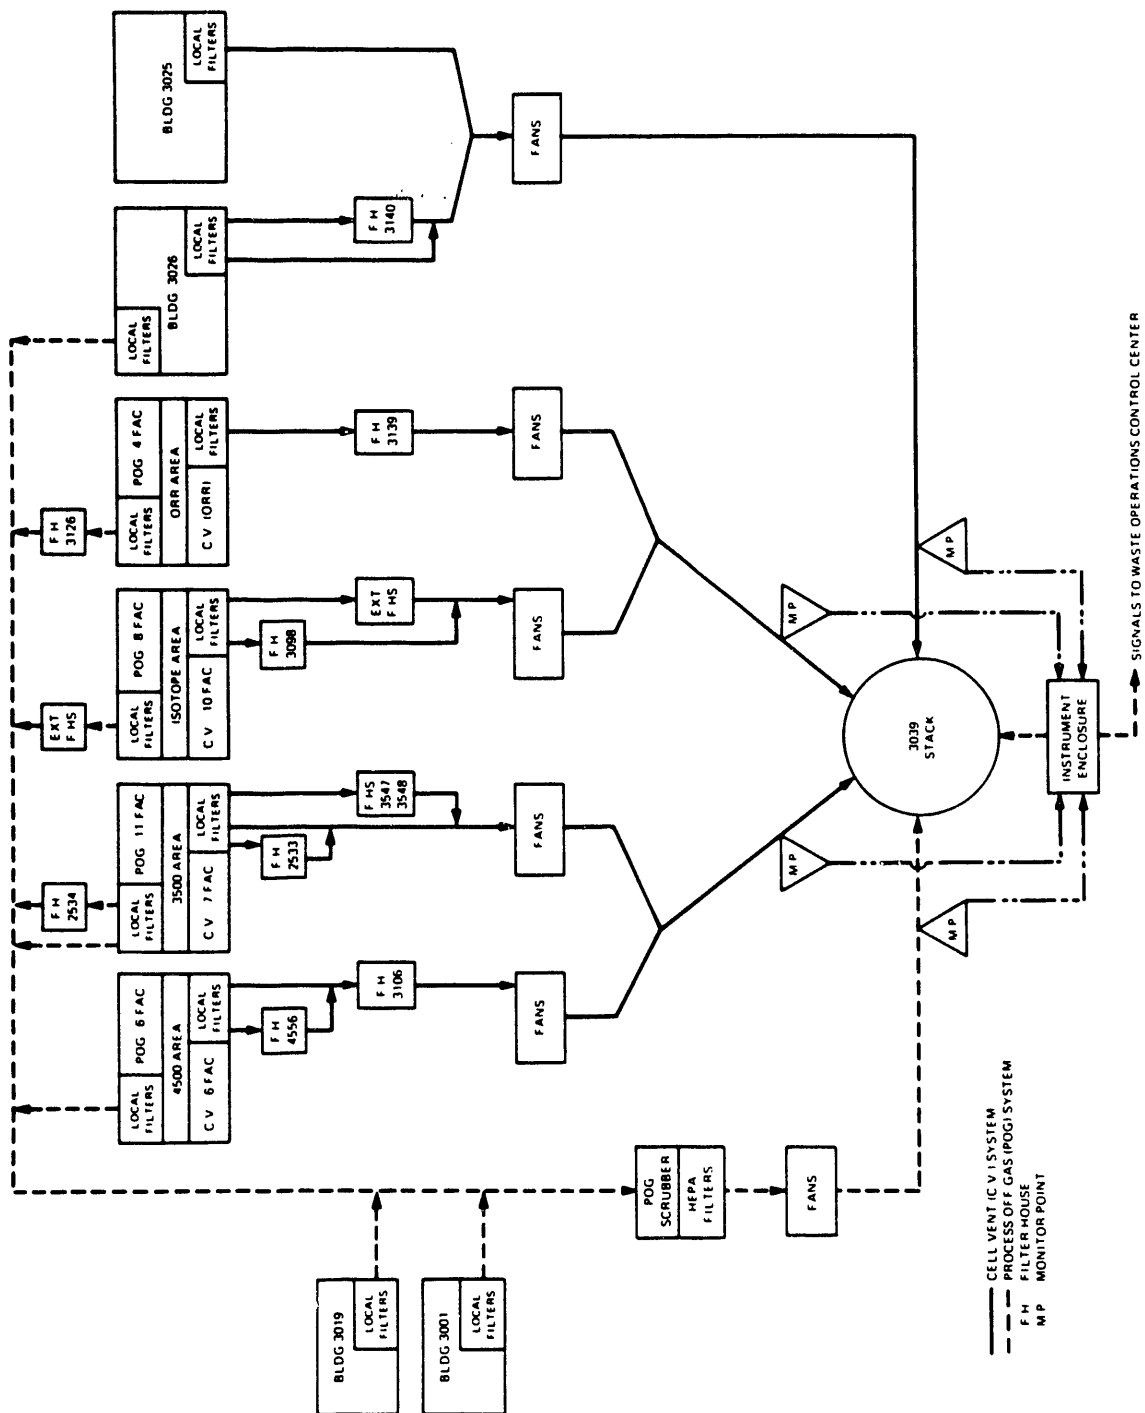 LOCAL
FILTERS
BLDG 3025
LOCAL
FILTERS
BLDG 3026
LOCAL
FILTERS
F H
3140
FANS
POG 4 FAC
LOCAL
FILTERS
ORR AREA
LOCAL
FILTERS
C V (ORR)
F H
3126
F H
3139
FANS
POG 8 FAC
LOCAL
FILTERS
ISOTOPE AREA
LOCAL
FILTERS
C V 10 FAC
EXT
F HS
F H
3098
EXT
F HS
FANS
POG 11 FAC
LOCAL
FILTERS
3500 AREA
LOCAL
FILTERS
C V 7 FAC
F H
2534
F H
2533
F HS
3547
3548
FANS
POG 6 FAC
LOCAL
FILTERS
4500 AREA
LOCAL
FILTERS
C V 6 FAC
F H
4556
F H
3106
FANS
BLDG 3019
LOCAL
FILTERS
BLDG 3001
LOCAL
FILTERS
POG
SCRUBBER
HEPA
FILTERS
FANS
3039
STACK
M P
M P
M P
M P
INSTRUMENT
ENCLOSURE
SIGNALS TO WASTE OPERATIONS CONTROL CENTER
CELL VENT (C V ) SYSTEM
PROCESS OFF GAS (POG) SYSTEM
F H FILTER HOUSE
M P MONITOR POINT